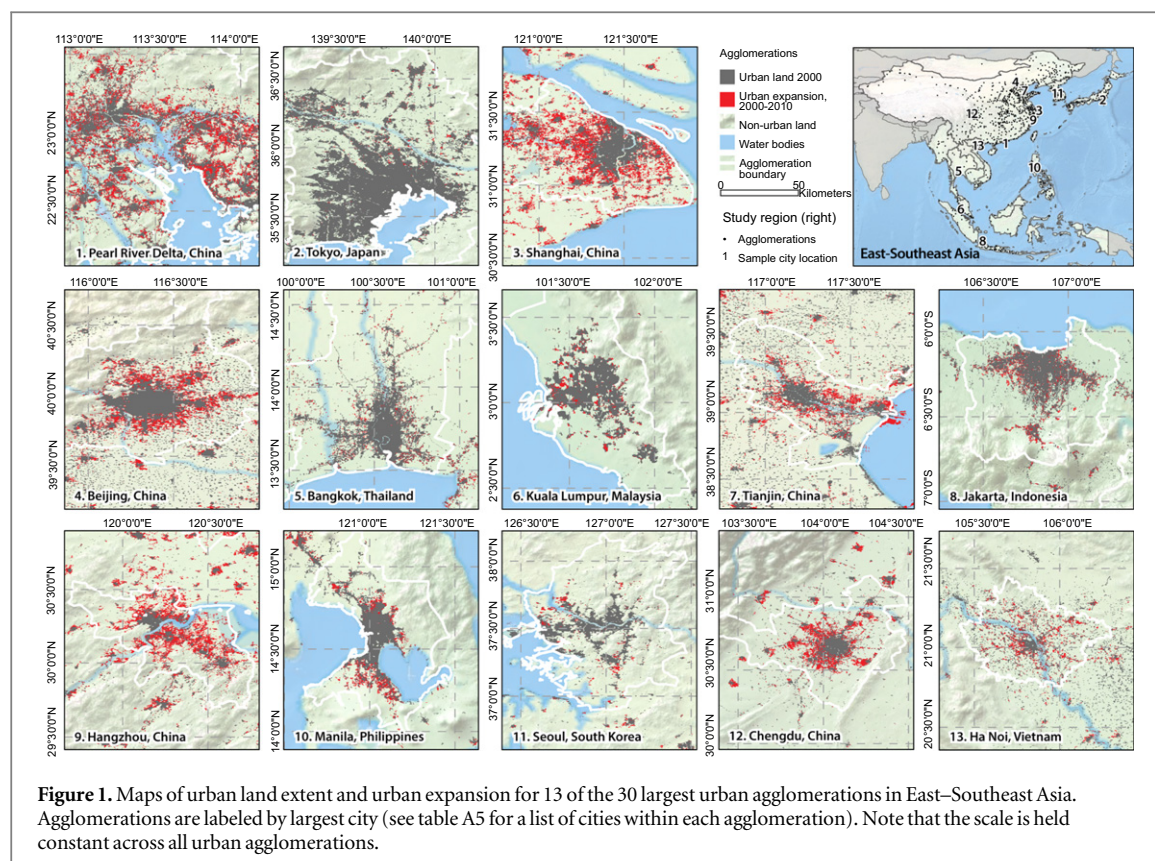 113°0'0"E 113°30'0"E 114°0'0"E
139°30'0"E 140°0'0"E
121°0'0"E 121°30'0"E
23°0'0"N
22°30'0"N
1. Pearl River Delta, China
36°30'0"N
36°0'0"N
35°30'0"N
2. Tokyo, Japan
31°30'0"N
31°0'0"N
30°30'0"N
3. Shanghai, China
Agglomerations
Urban land 2000
Urban expansion,
2000-2010
Non-urban land
Water bodies
Agglomeration
boundary
0 50
Kilometers
Study region (right)
Agglomerations
1 Sample city location
4
7
11
2
12
3
9
13
1
5
10
6
8
East-Southeast Asia
116°0'0"E 116°30'0"E
100°0'0"E 100°30'0"E 101°0'0"E
101°30'0"E 102°0'0"E
117°0'0"E 117°30'0"E
106°30'0"E 107°0'0"E
40°30'0"N
40°0'0"N
39°30'0"N
4. Beijing, China
14°30'0"N
14°0'0"N
13°30'0"N
5. Bangkok, Thailand
3°30'0"N
3°0'0"N
2°30'0"N
6. Kuala Lumpur, Malaysia
39°30'0"N
39°0'0"N
38°30'0"N
7. Tianjin, China
6°0'0"S
6°30'0"S
7°0'0"S
8. Jakarta, Indonesia
120°0'0"E 120°30'0"E
121°0'0"E 121°30'0"E
126°30'0"E 127°0'0"E 127°30'0"E
103°30'0"E 104°0'0"E 104°30'0"E
105°30'0"E 106°0'0"E
30°30'0"N
30°0'0"N
29°30'0"N
9. Hangzhou, China
15°0'0"N
14°30'0"N
14°0'0"N
10. Manila, Philippines
38°0'0"N
37°30'0"N
37°0'0"N
11. Seoul, South Korea
31°0'0"N
30°30'0"N
30°0'0"N
12. Chengdu, China
21°30'0"N
21°0'0"N
20°30'0"N
13. Ha Noi, Vietnam
Figure 1. Maps of urban land extent and urban expansion for 13 of the 30 largest urban agglomerations in East–Southeast Asia.
Agglomerations are labeled by largest city (see table A5 for a list of cities within each agglomeration). Note that the scale is held
constant across all urban agglomerations.